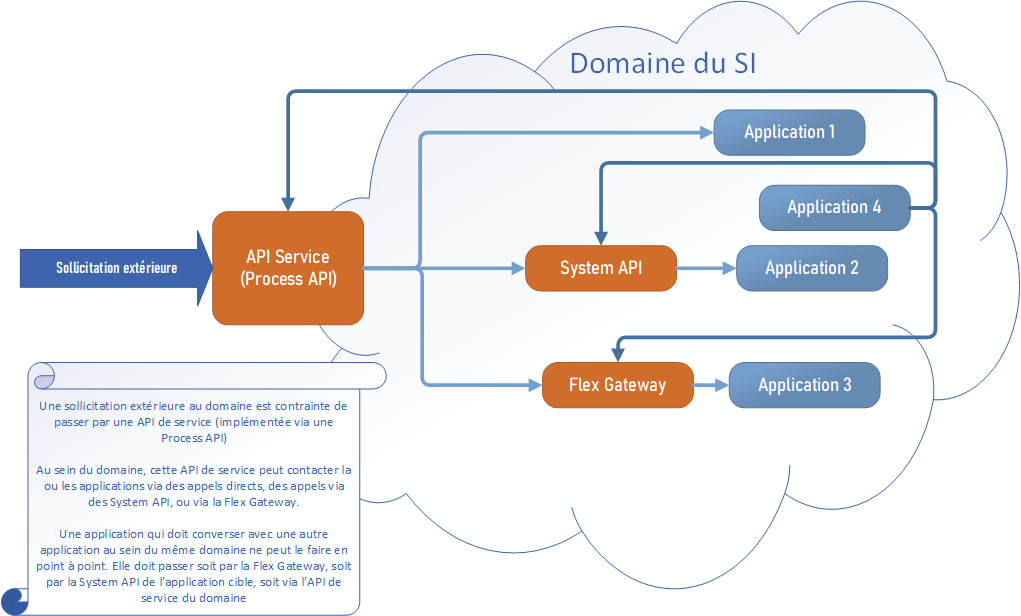 Domaine du SI
Application 1
Application 4
API Service
(Process API)
Sollicitation extérieure
System API
Application 2
Flex Gateway
Application 3
Une sollicitation extérieure au domaine est contrainte de
passer par une API de service (implémentée via une
Process API)
Au sein du domaine, cette API de service peut contacter la
ou les applications via des appels directs, des appels via
des System API, ou via la Flex Gateway.
Une application qui doit converser avec une autre
application au sein du même domaine ne peut le faire en
point à point. Elle doit passer soit par la Flex Gateway, soit
par la System API de l’application cible, soit via l’API de
service du domaine